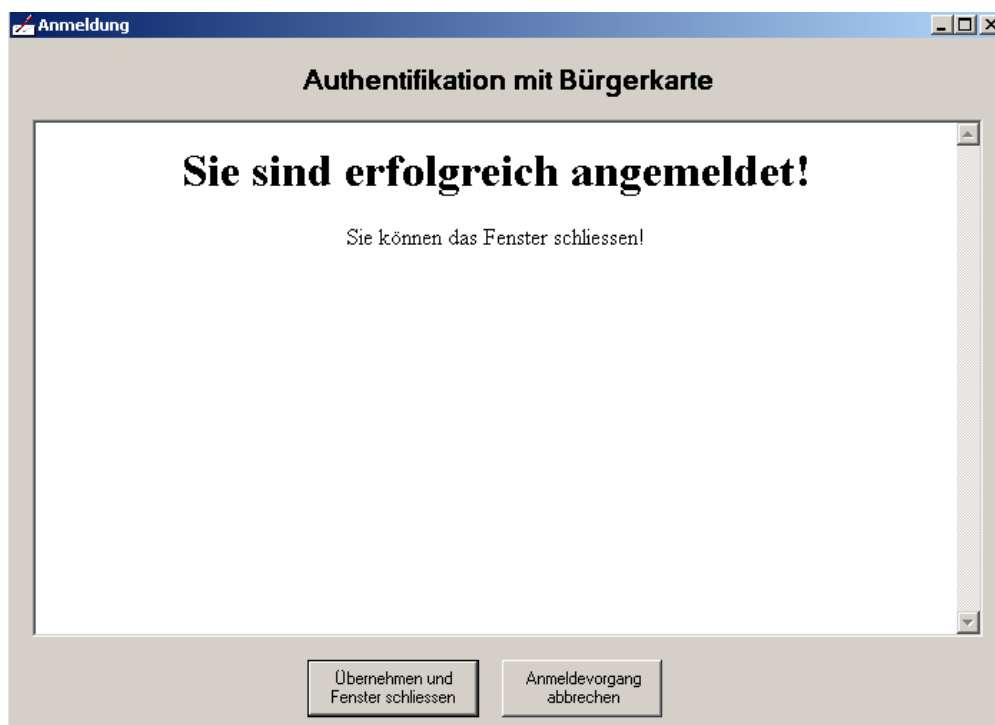 Anmeldung
Authentifikation mit Bürgerkarte
Sie sind erfolgreich angemeldet!
Sie können das Fenster schliessen!
Übernehmen und
Fenster schliessen
Anmeldevorgang
abbrechen